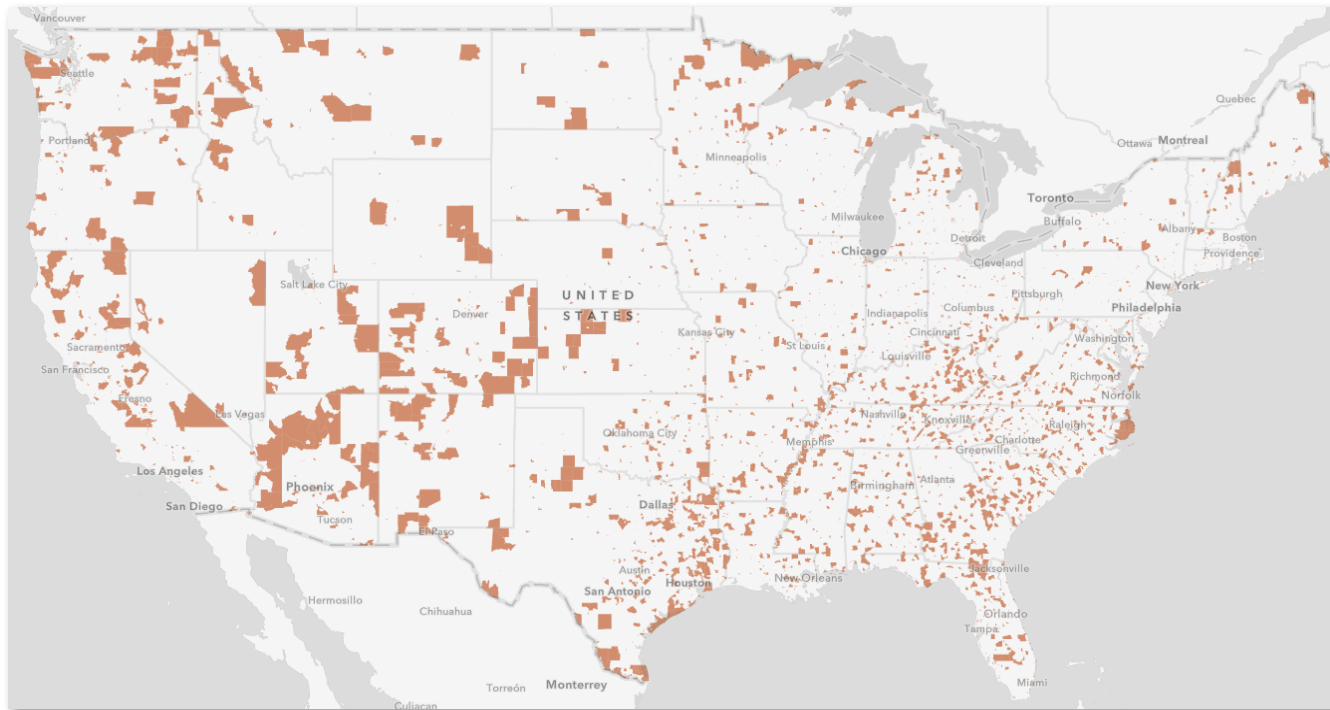 Vancouver
Seattle
Quebec
Portland
Ottawa
Montreal
Minneapolis
Toronto
Buffalo
Milwaukee
Albany
Detroit
Boston
Chicago
Providence
Cleveland
Salt Lake City
New York
UNITED
STATES
Pittsburgh
Philadelphia
Denver
Columbus
Indianapolis
Kansas City
Cincinnati
Washington
Sacramento
St Louis
Louisville
San Francisco
Richmond
Norfolk
Fresno
Las Vegas
Nashville
Knoxville
Raleigh
Oklahoma City
Memphis
Charlotte
Greenville
Los Angeles
Phoenix
Birmingham
Atlanta
San Diego
Dallas
Tucson
El Paso
Austin
Houston
Jacksonville
New Orleans
San Antonio
Hermosillo
Chihuahua
Orlando
Tampa
Miami
Torreón
Monterrey
Culiacan